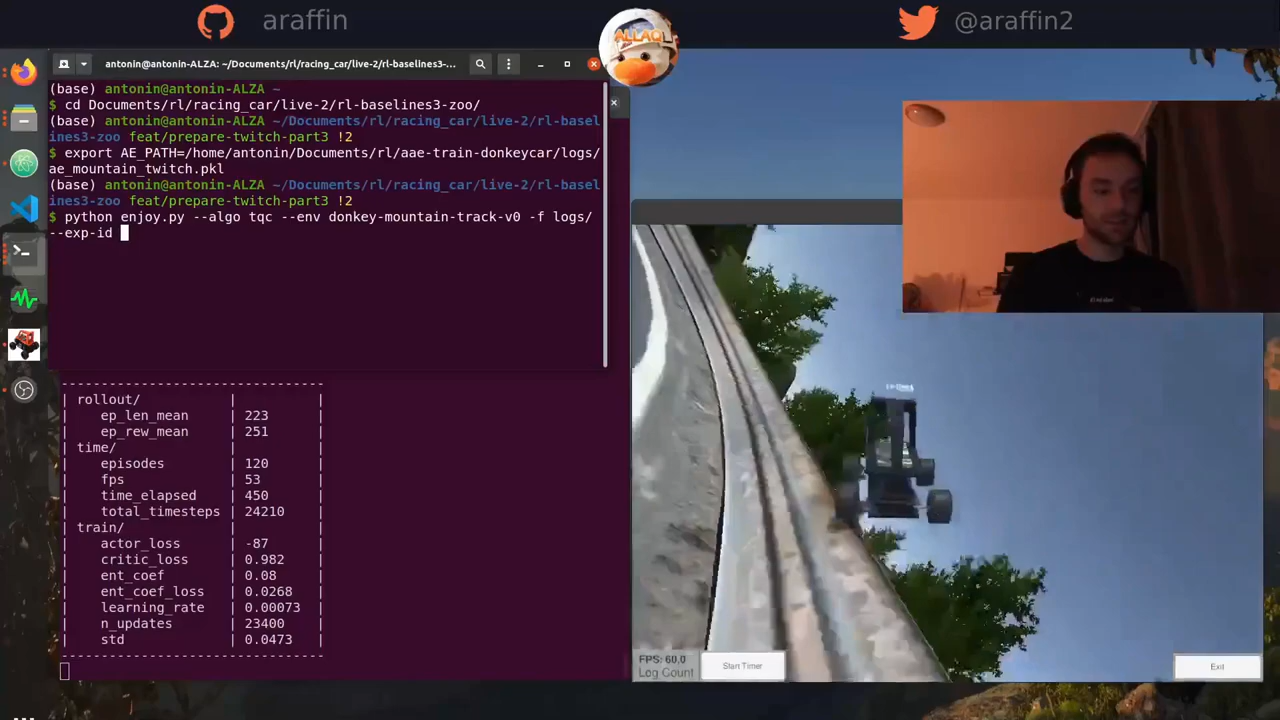 araffin
@araffin2
ALLAQ
antonin@antonin-ALZA: ~/Documents/rl/racing_car/live-2/rl-baselines3-...
(base) antonin@antonin-ALZA ~
$ cd Documents/rl/racing_car/live-2/rl-baselines3-zoo/
(base) antonin@antonin-ALZA ~/Documents/rl/racing_car/live-2/rl-basel
ines3-zoo feat/prepare-twitch-part3 !2
$ export AE_PATH=/home/antonin/Documents/rl/aae-train-donkeycar/logs/
ae_mountain_twitch.pkl
(base) antonin@antonin-ALZA ~/Documents/rl/racing_car/live-2/rl-basel
ines3-zoo feat/prepare-twitch-part3 !2
$ python enjoy.py --algo tqc --env donkey-mountain-track-v0 -f logs/
--exp-id
---------------------------------
| rollout/ | |
| ep_len_mean | 223 |
| ep_rew_mean | 251 |
| time/ | |
| episodes | 120 |
| fps | 53 |
| time_elapsed | 450 |
| total_timesteps | 24210 |
| train/ | |
| actor_loss | -87 |
| critic_loss | 0.982 |
| ent_coef | 0.08 |
| ent_coef_loss | 0.0268 |
| learning_rate | 0.00073 |
| n_updates | 23400 |
| std | 0.0473 |
---------------------------------
FPS: 60.0
Log Count
Start Timer
Exit